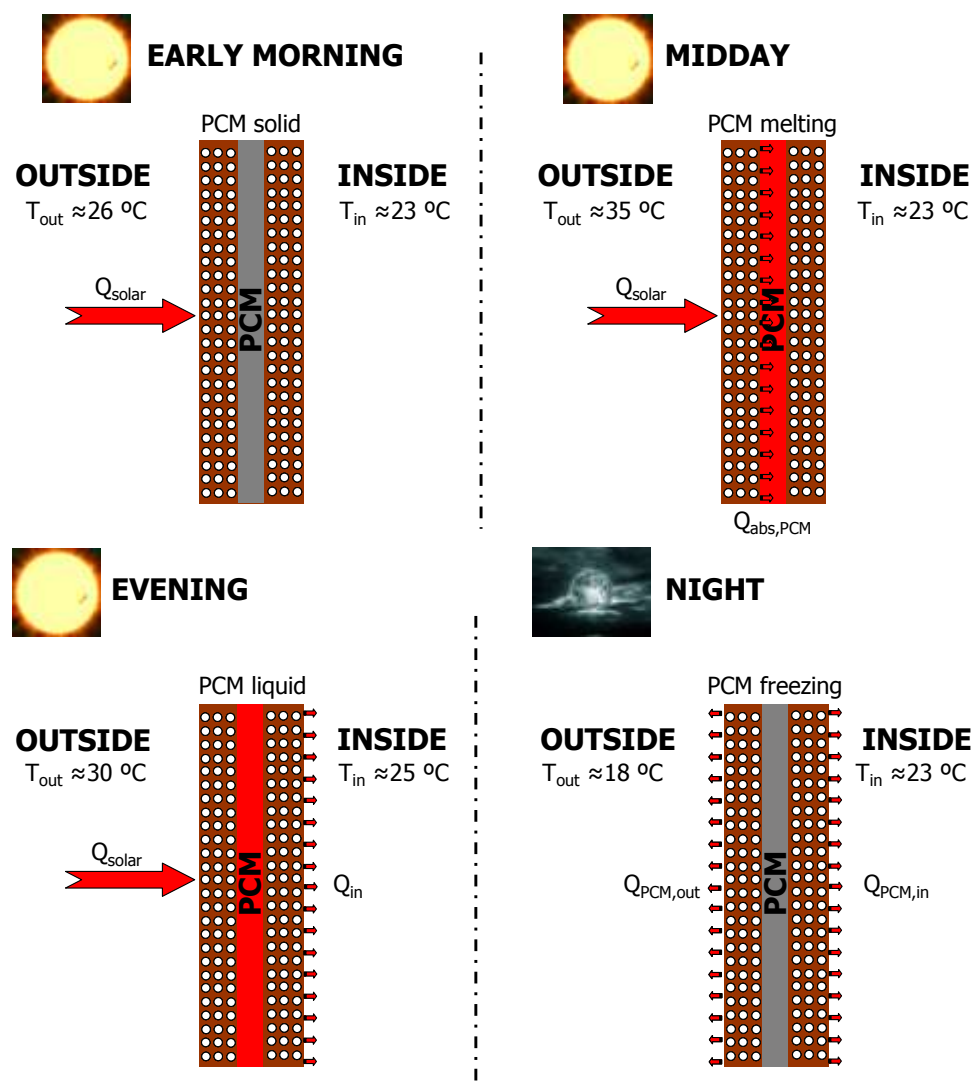 EARLY MORNING
PCM solid
OUTSIDE
T_out ≈26 ºC
INSIDE
T_in ≈23 ºC
Q_solar
PCM
MIDDAY
PCM melting
OUTSIDE
T_out ≈35 ºC
INSIDE
T_in ≈23 ºC
Q_solar
PCM
Q_abs,PCM
EVENING
PCM liquid
OUTSIDE
T_out ≈30 ºC
INSIDE
T_in ≈25 ºC
Q_solar
PCM
Q_in
NIGHT
PCM freezing
OUTSIDE
T_out ≈18 ºC
INSIDE
T_in ≈23 ºC
Q_PCM,out
PCM
Q_PCM,in